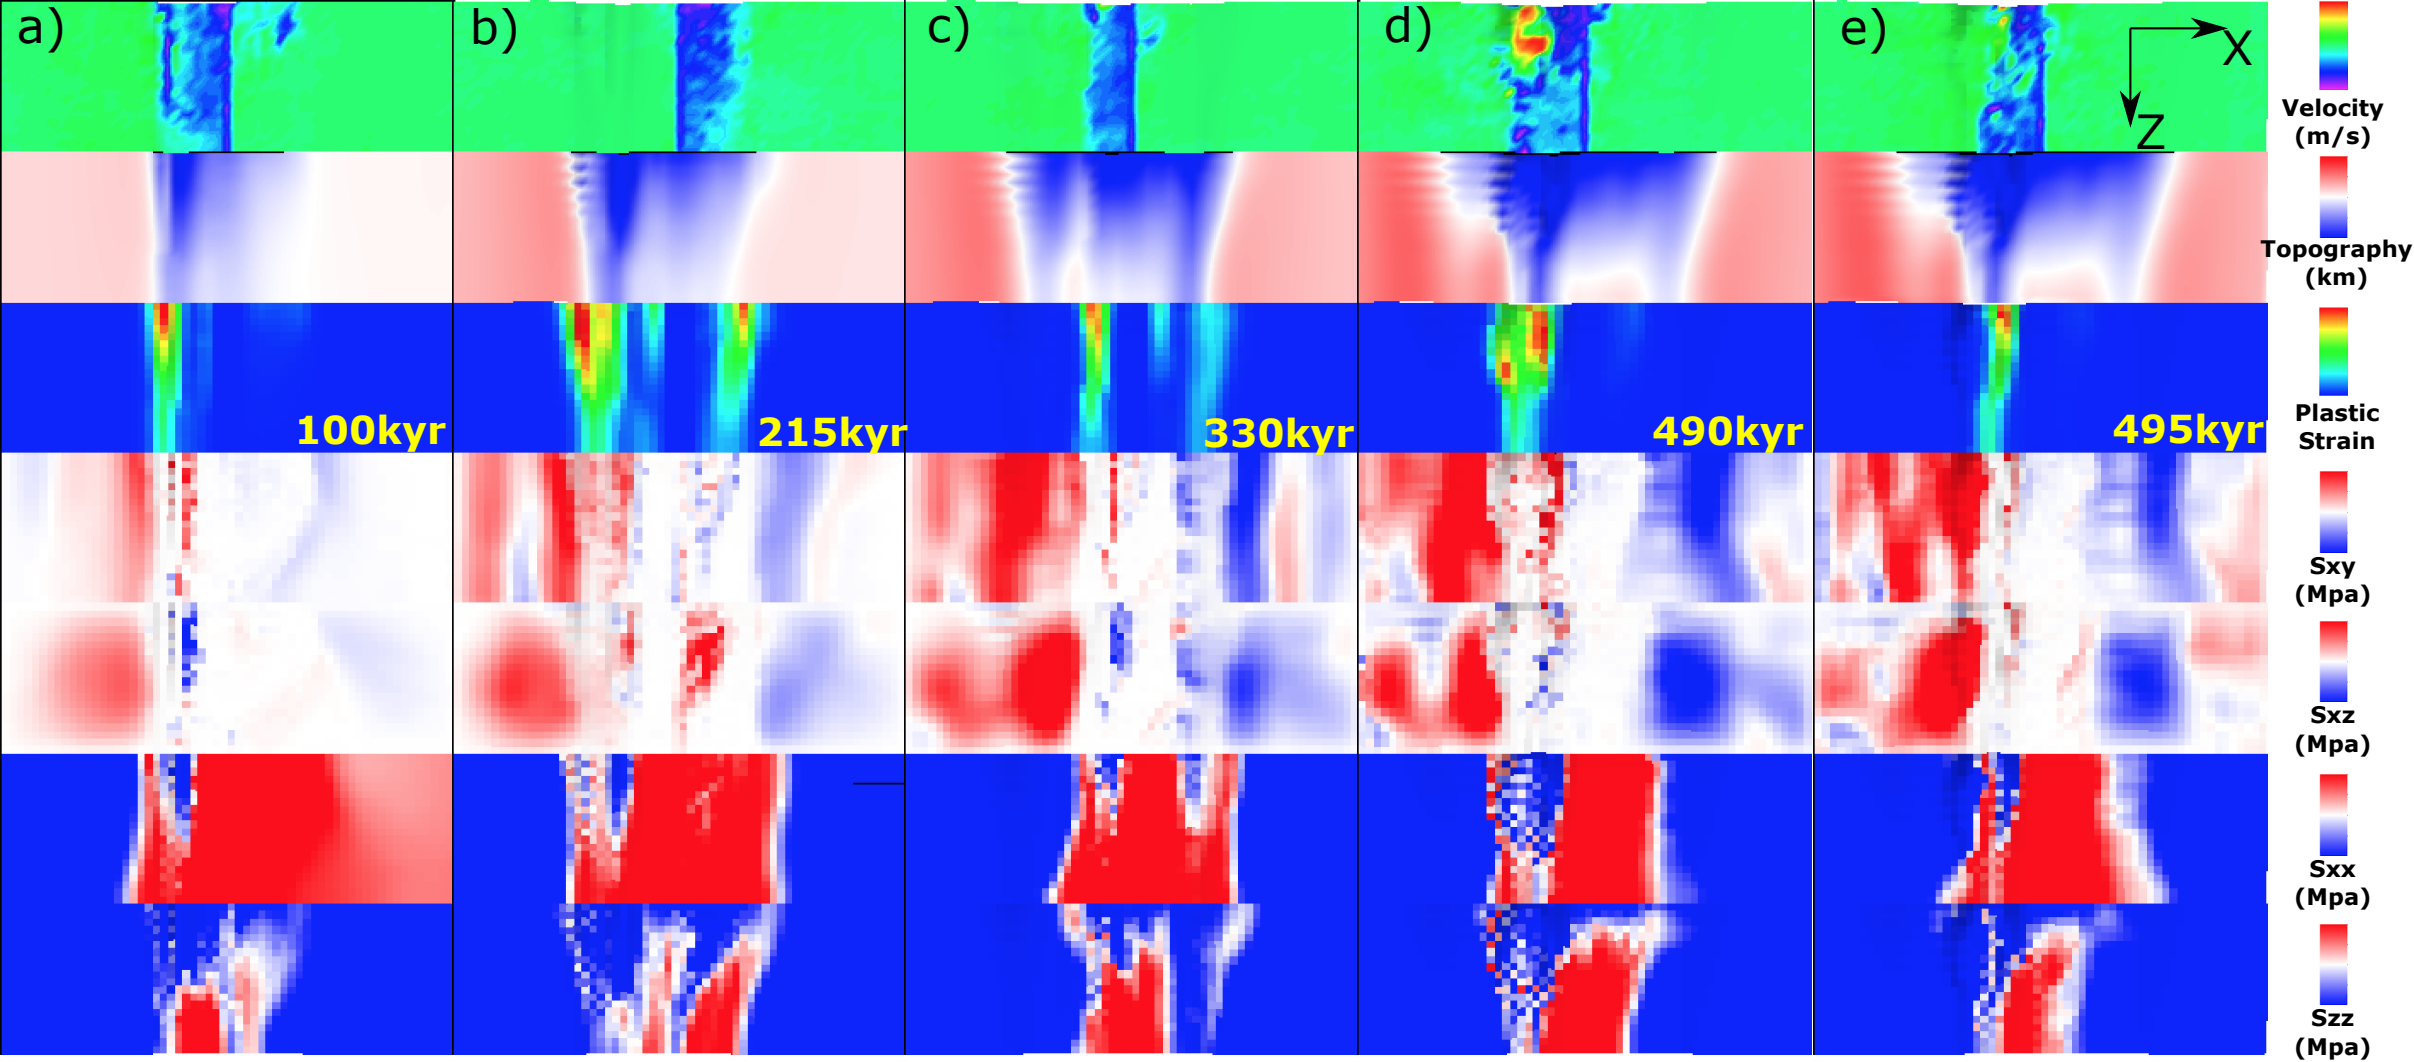 a)
b)
c)
d)
e)
X
Z
Velocity
(m/s)
Topography
(km)
Plastic
Strain
100kyr
215kyr
330kyr
490kyr
495kyr
Sxy
(Mpa)
Sxz
(Mpa)
Sxx
(Mpa)
Szz
(Mpa)